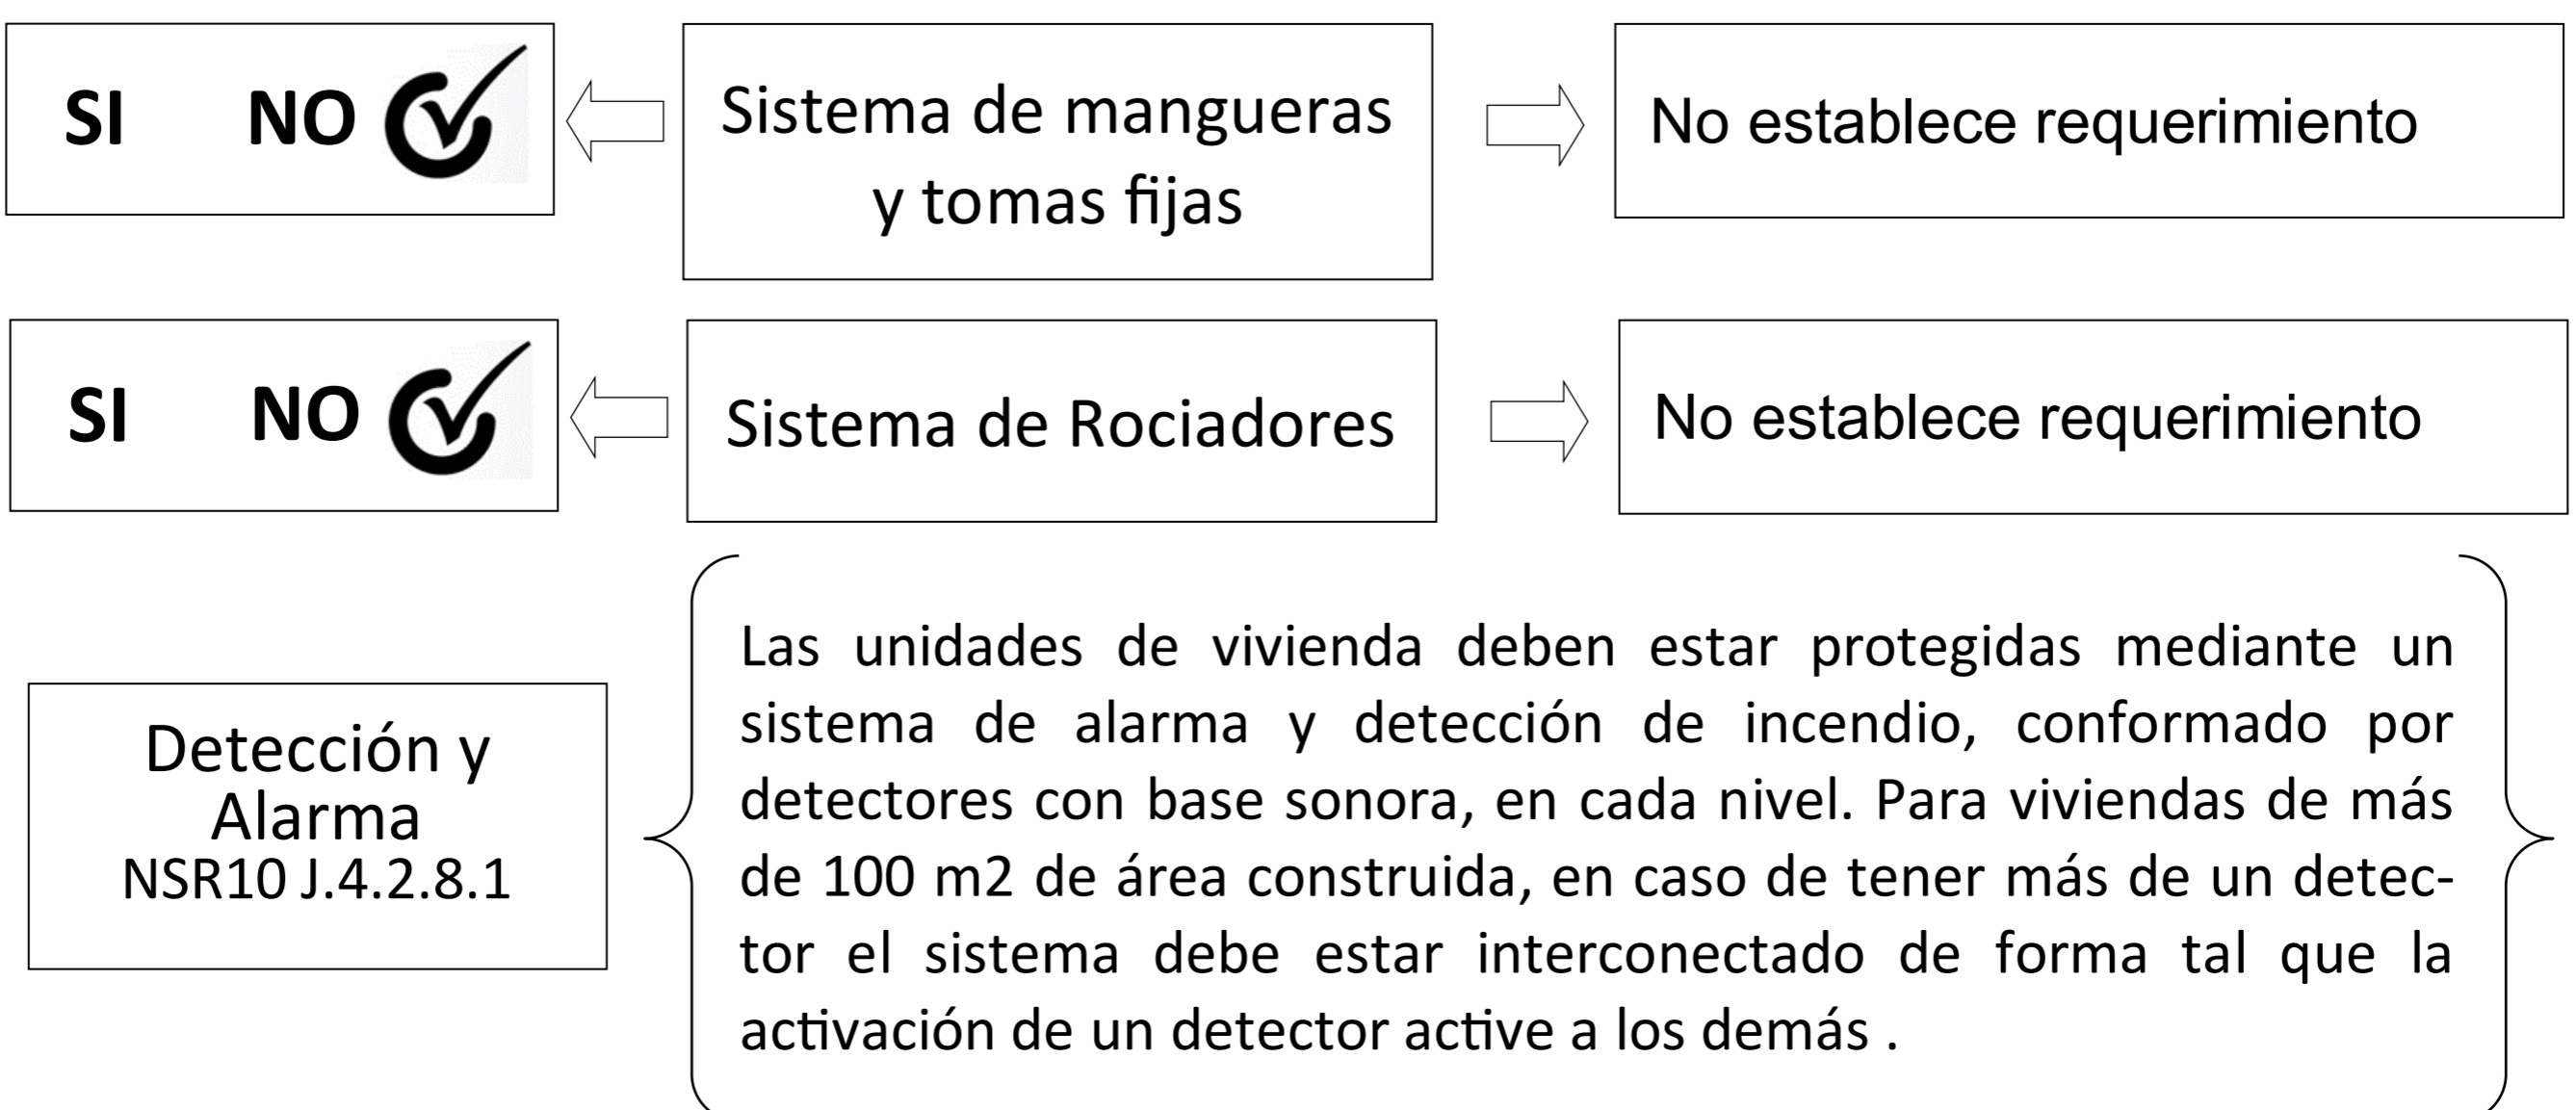 SI NO
Sistema de mangueras
y tomas fijas
No establece requerimiento
SI NO
Sistema de Rociadores
No establece requerimiento
Detección y
Alarma
NSR10 J.4.2.8.1
Las unidades de vivienda deben estar protegidas mediante un
sistema de alarma y detección de incendio, conformado por
detectores con base sonora, en cada nivel. Para viviendas de más
de 100 m2 de área construida, en caso de tener más de un detec-
tor el sistema debe estar interconectado de forma tal que la
activación de un detector active a los demás .